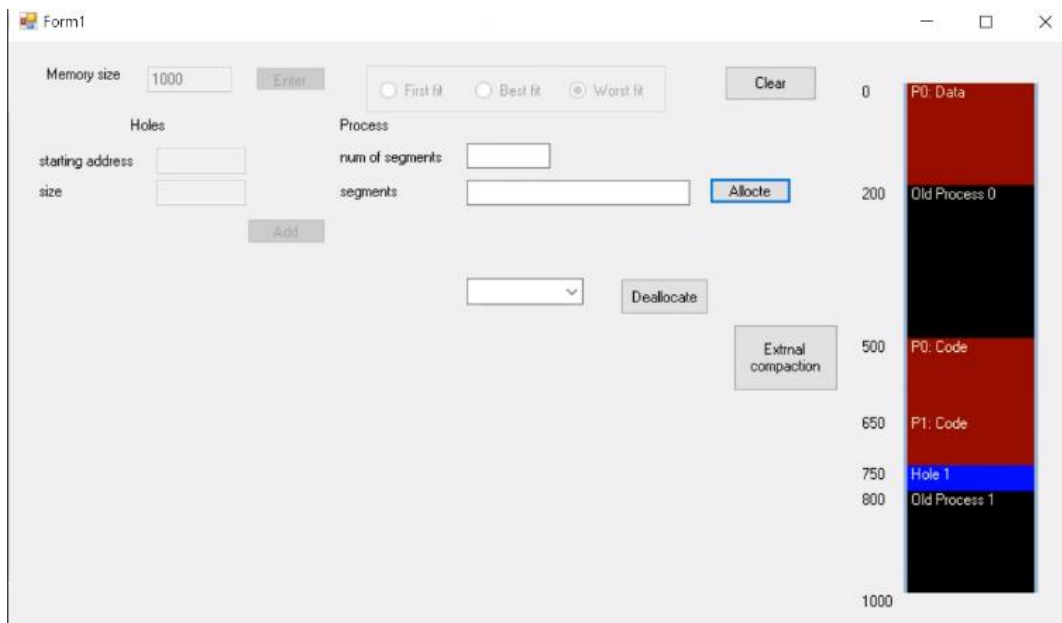 Form1
Memory size 1000 Enter
First fit Best fit Worst fit
Clear
Holes
Process
starting address
num of segments
size
segments
Allocte
Add
Deallocate
Extrnal
compaction
0 P0: Data
200 Old Process 0
500 P0: Code
650 P1: Code
750 Hole 1
800 Old Process 1
1000